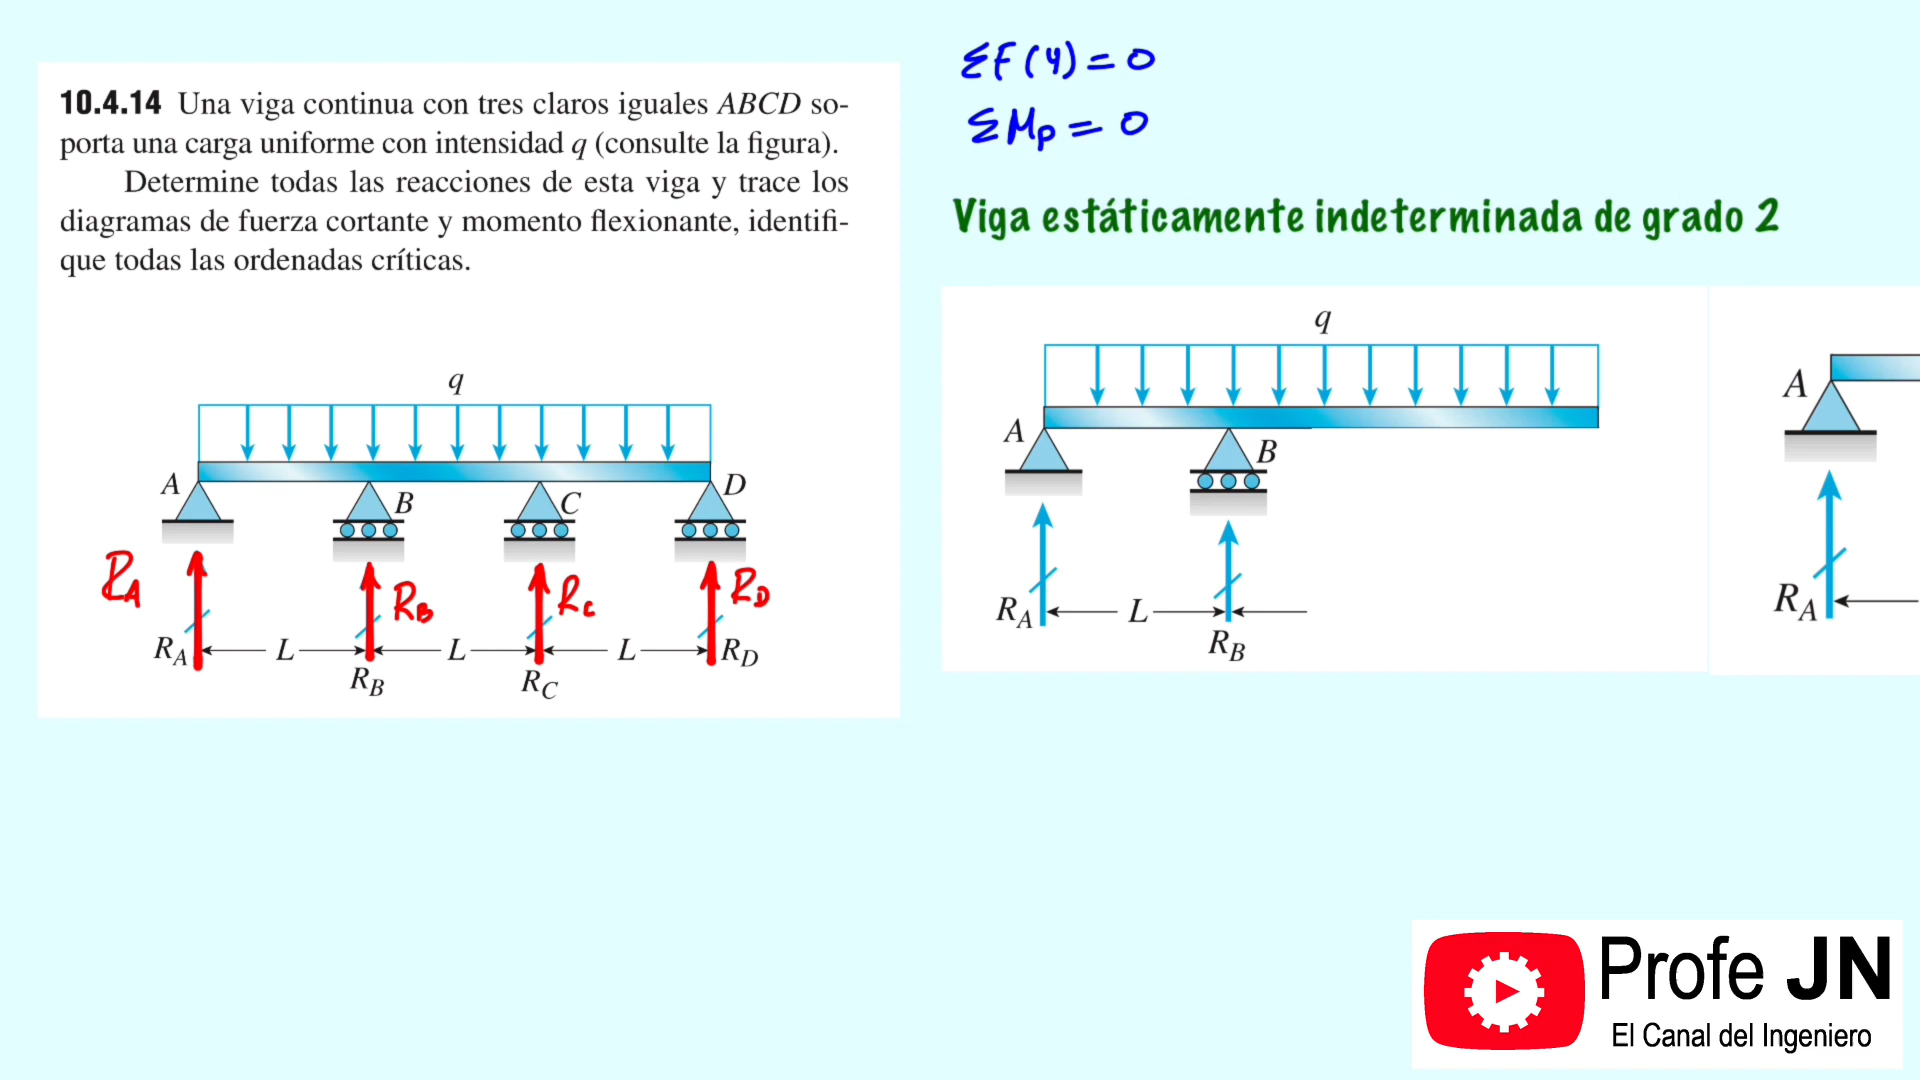 10.4.14 Una viga continua con tres claros iguales ABCD so-
porta una carga uniforme con intensidad q (consulte la figura).
Determine todas las reacciones de esta viga y trace los
diagramas de fuerza cortante y momento flexionante, identifi-
que todas las ordenadas críticas.
q
A
B
C
D
RA
RB
RC
RD
RA
L
L
L
RD
RB
RC
ΣF(y)=0
ΣMP=0
Viga estáticamente indeterminada de grado 2
q
A
B
RA
L
RB
A
RA
Profe JN
El Canal del Ingeniero